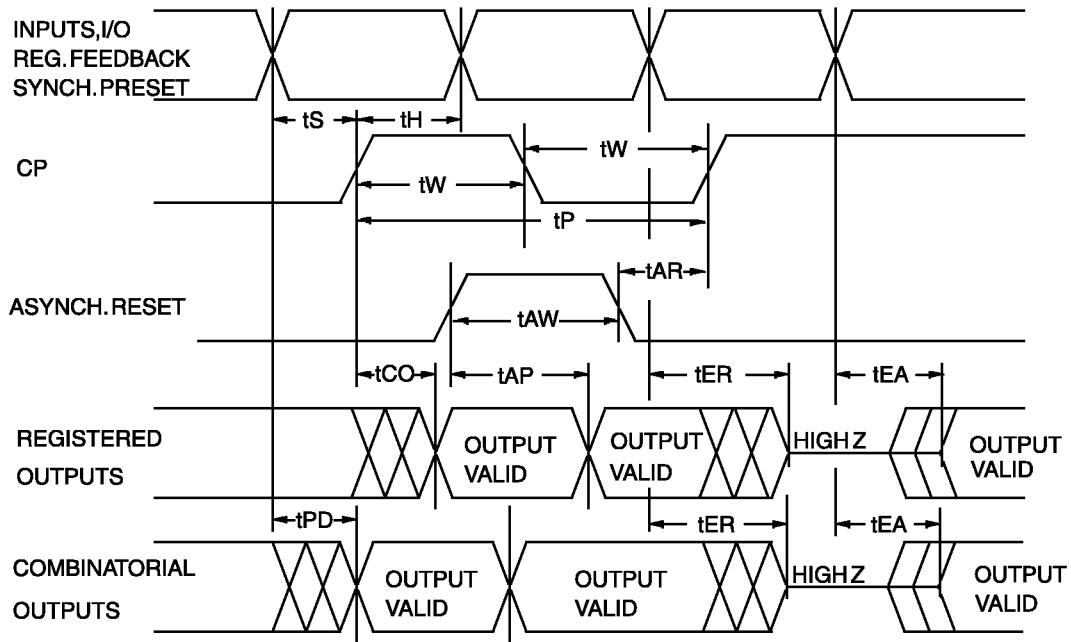 INPUTS,I/O
REG.FEEDBACK
SYNCH.PRESET
tS
tH
CP
tW
tW
tP
ASYNCH.RESET
tAR
tAW
tCO
tAP
tER
tEA
REGISTERED
OUTPUTS
OUTPUT
VALID
OUTPUT
VALID
HIGH Z
OUTPUT
VALID
tPD
tER
tEA
COMBINATORIAL
OUTPUTS
OUTPUT
VALID
OUTPUT
VALID
HIGH Z
OUTPUT
VALID